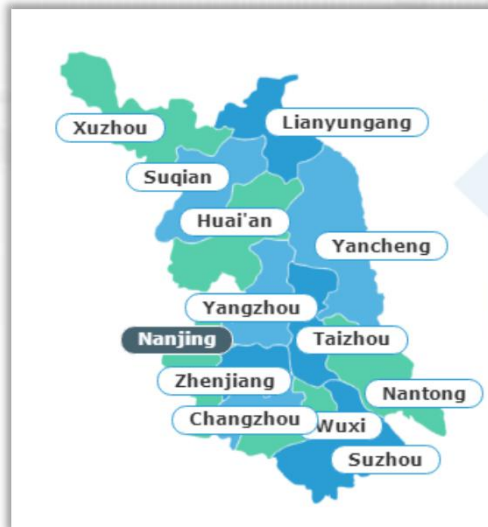 Xuzhou
Lianyungang
Suqian
Huai'an
Yancheng
Yangzhou
Nanjing
Taizhou
Zhenjiang
Nantong
Changzhou
Wuxi
Suzhou